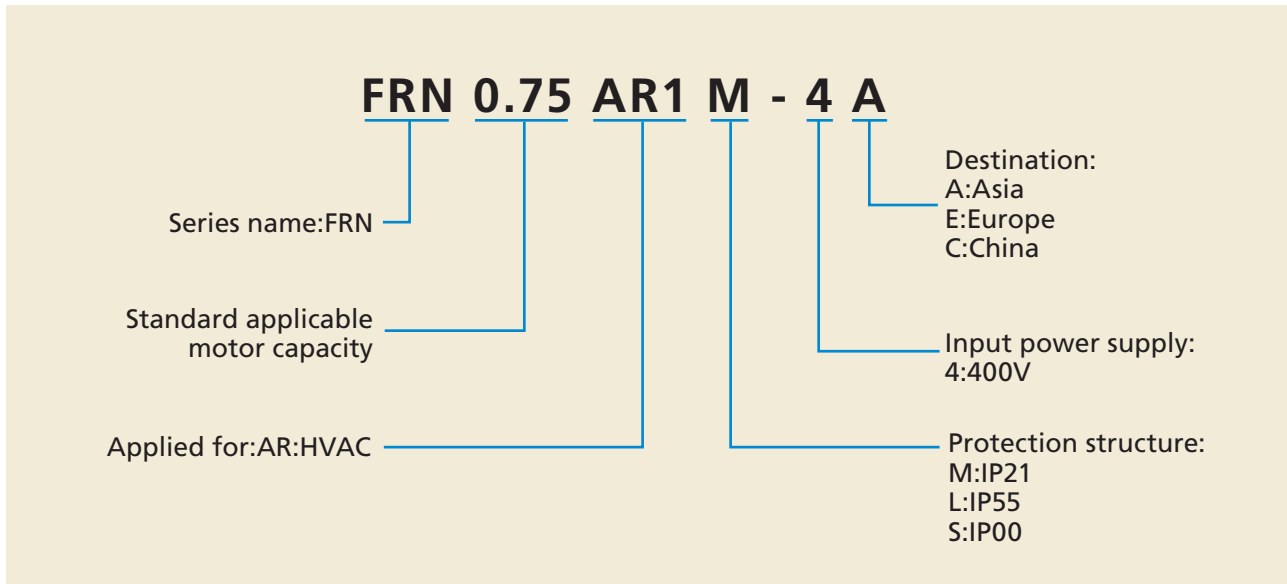 FRN 0.75 AR1 M - 4 A
Series name:FRN
Standard applicable
motor capacity
Applied for:AR:HVAC
Destination:
A:Asia
E:Europe
C:China
Input power supply:
4:400V
Protection structure:
M:IP21
L:IP55
S:IP00